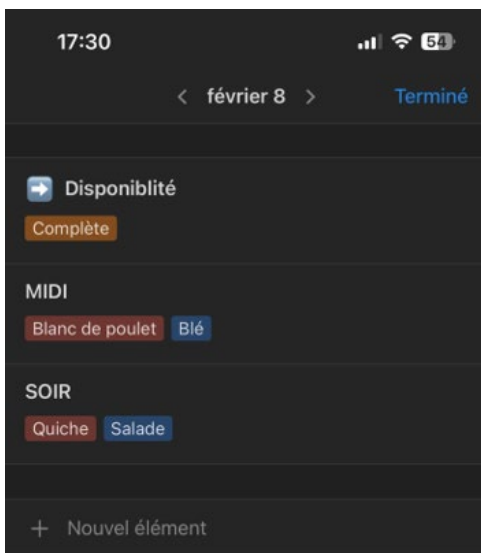 17:30 54
< février 8 > Terminé
➡️ Disponiblité
Complète
MIDI
Blanc de poulet Blé
SOIR
Quiche Salade
+ Nouvel élément